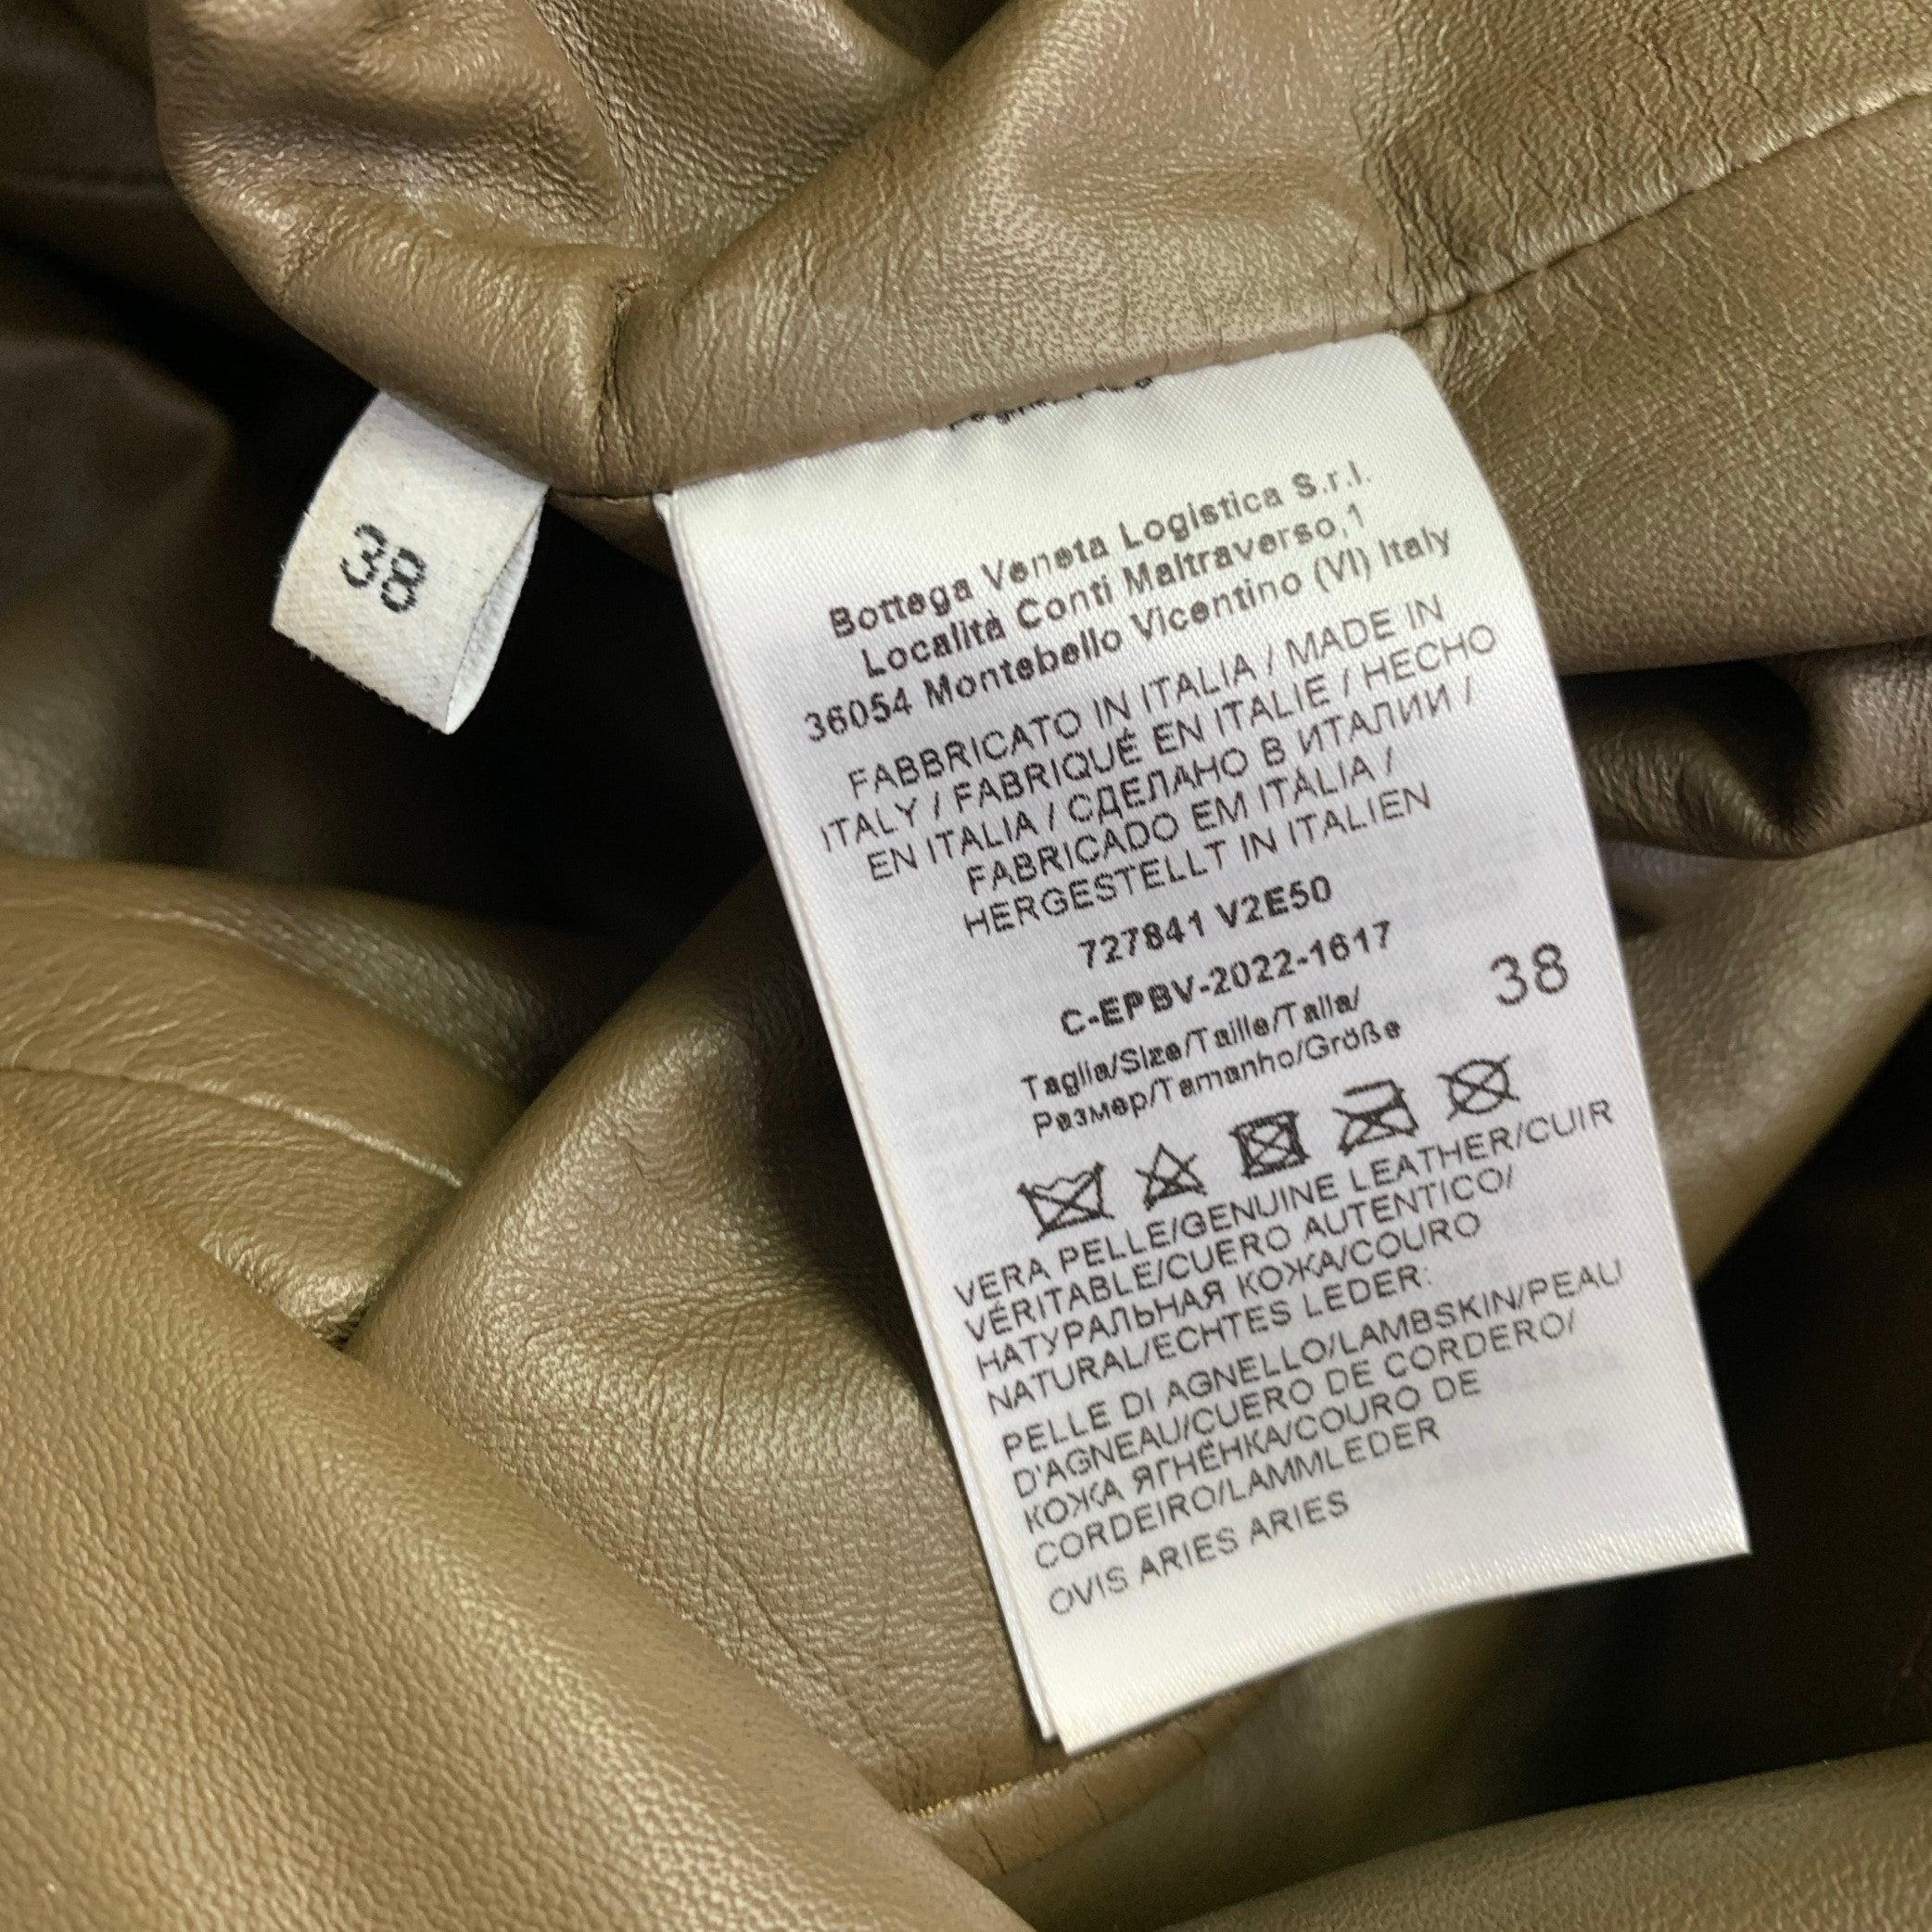 38
Bottega Veneta Logistica S.r.l.
Località Conti Maltraverso,1
36054 Montebello Vicentino (VI) Italy
FABBRICATO IN ITALIA / MADE IN
ITALY / FABRIQUÉ EN ITALIE / HECHO
EN ITALIA / СДЕЛАНО В ИТАЛИИ /
FABRICADO EM ITÀLIA /
HERGESTELLT IN ITALIEN
727841 V2E50
C-EPBV-2022-1617
Taglia/Size/Taille/Talla/
Размер/Tamanho/Größe
38
VERA PELLE/GENUINE LEATHER/CUIR
VÉRITABLE/CUERO AUTENTICO/
НАТУРАЛЬНАЯ КОЖА/COURO
NATURAL/ECHTES LEDER:
PELLE DI AGNELLO/LAMBSKIN/PEAU
D'AGNEAU/CUERO DE CORDERO/
КОЖА ЯГНЁНКА/COURO DE
CORDEIRO/LAMMLEDER
OVIS ARIES ARIES